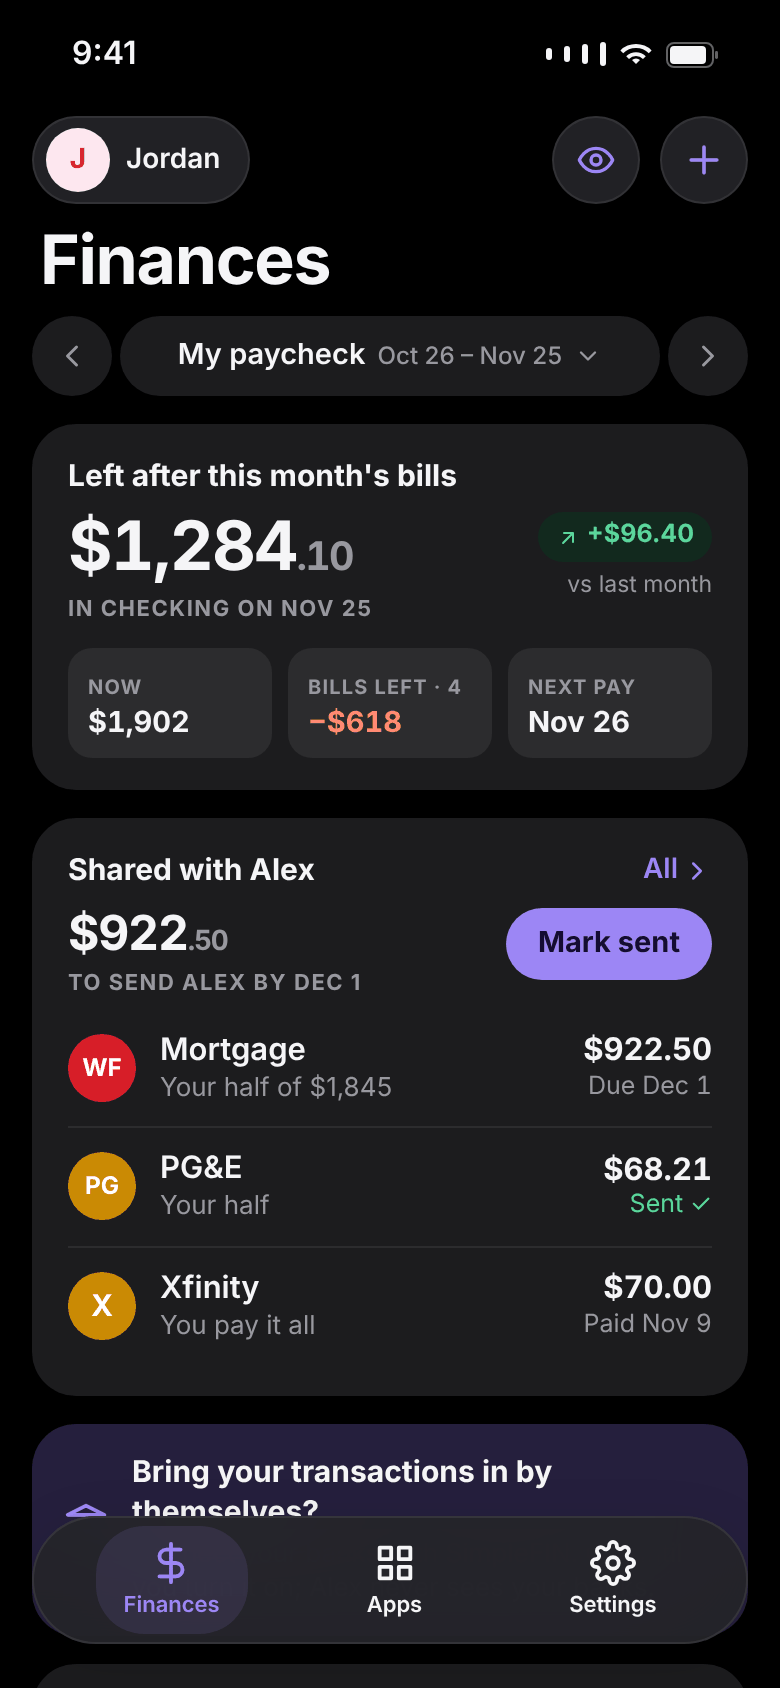 9:41
J Jordan
Finances
My paycheck Oct 26 – Nov 25
Left after this month's bills
$1,284.10
+$96.40
vs last month
IN CHECKING ON NOV 25
NOW
$1,902
BILLS LEFT · 4
−$618
NEXT PAY
Nov 26
Shared with Alex
All
$922.50
Mark sent
TO SEND ALEX BY DEC 1
WF
Mortgage
$922.50
Your half of $1,845
Due Dec 1
PG
PG&E
$68.21
Your half
Sent ✓
X
Xfinity
$70.00
You pay it all
Paid Nov 9
Bring your transactions in by
themselves?
Finances
Apps
Settings